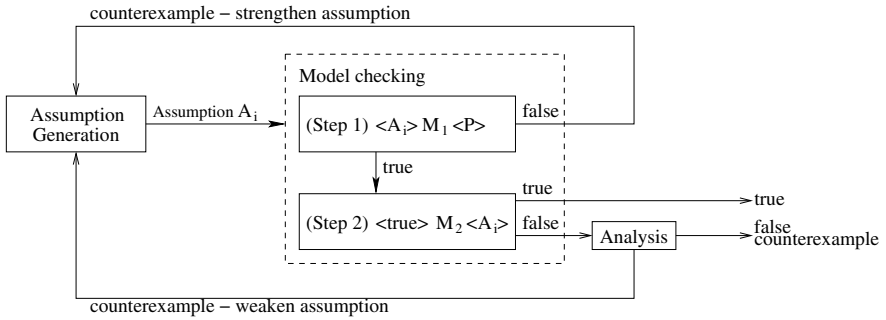 counterexample – strengthen assumption
Model checking
Assumption
Generation
Assumption A_i
(Step 1) <A_i> M_1 <P>
false
true
(Step 2) <true> M_2 <A_i>
true
true
false
Analysis
false
counterexample
counterexample – weaken assumption